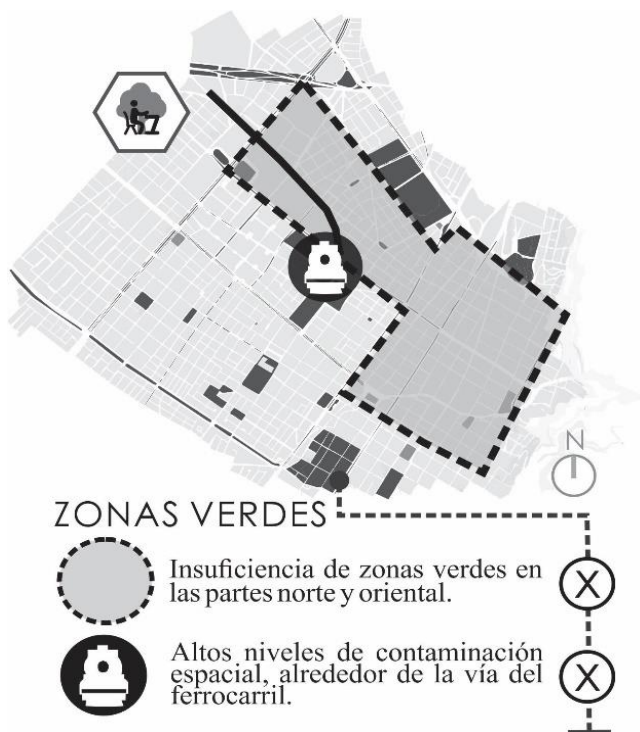 N
ZONAS VERDES
Insuficiencia de zonas verdes en
las partes norte y oriental.
X
Altos niveles de contaminación
espacial, alrededor de la vía del
ferrocarril.
X